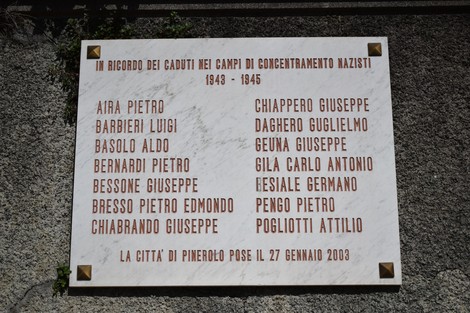 IN RICORDO DEI CADUTI NEI CAMPI DI CONCENTRAMENTO NAZISTI
1943 - 1945
AIRA PIETRO
BARBIERI LUIGI
BASOLO ALDO
BERNARDI PIETRO
BESSONE GIUSEPPE
BRESSO PIETRO EDMONDO
CHIABRANDO GIUSEPPE
CHIAPPERO GIUSEPPE
DAGHERO GUGLIELMO
GEUNA GIUSEPPE
GILA CARLO ANTONIO
LESIALE GERMANO
PENGO PIETRO
POGLIOTTI ATTILIO
LA CITTA' DI PINEROLO POSE IL 27 GENNAIO 2003